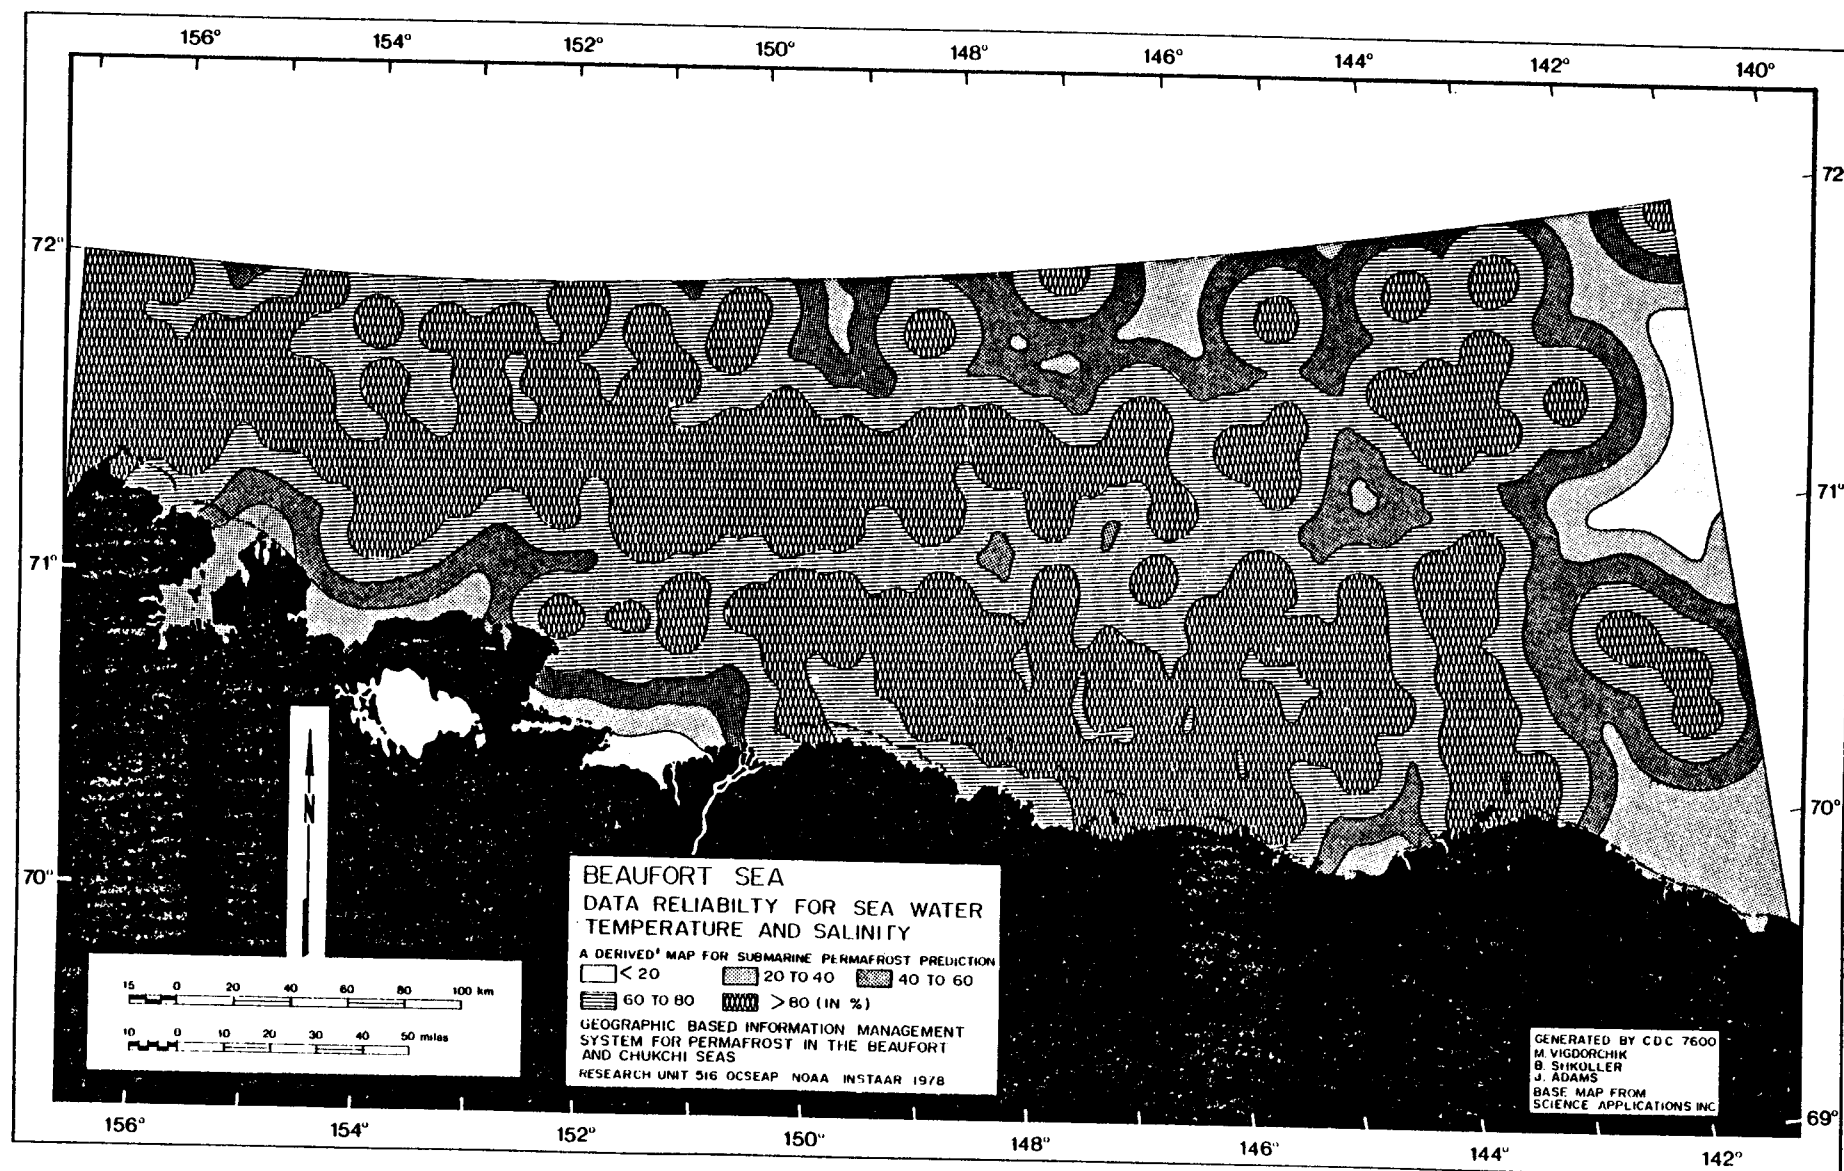 156° 154° 152° 150° 148° 146° 144° 142° 140°
72
72°
71°
71°
70°
70°
N
BEAUFORT SEA
DATA RELIABILTY FOR SEA WATER
TEMPERATURE AND SALINITY
A DERIVED' MAP FOR SUBMARINE PERMAFROST PREDICTION
< 20 20 TO 40 40 TO 60
60 TO 80 > 80 (IN %)
GEOGRAPHIC BASED INFORMATION MANAGEMENT
SYSTEM FOR PERMAFROST IN THE BEAUFORT
AND CHUKCHI SEAS
RESEARCH UNIT 516 OCSEAP NOAA INSTAAR 1978
15 0 20 40 60 80 100 km
10 0 10 20 30 40 50 miles
GENERATED BY CDC 7600
M. VIGDORCHIK
B. SHKOLLER
J. ADAMS
BASE MAP FROM
SCIENCE APPLICATIONS INC
69°
156° 154° 152° 150° 148° 146° 144° 142°